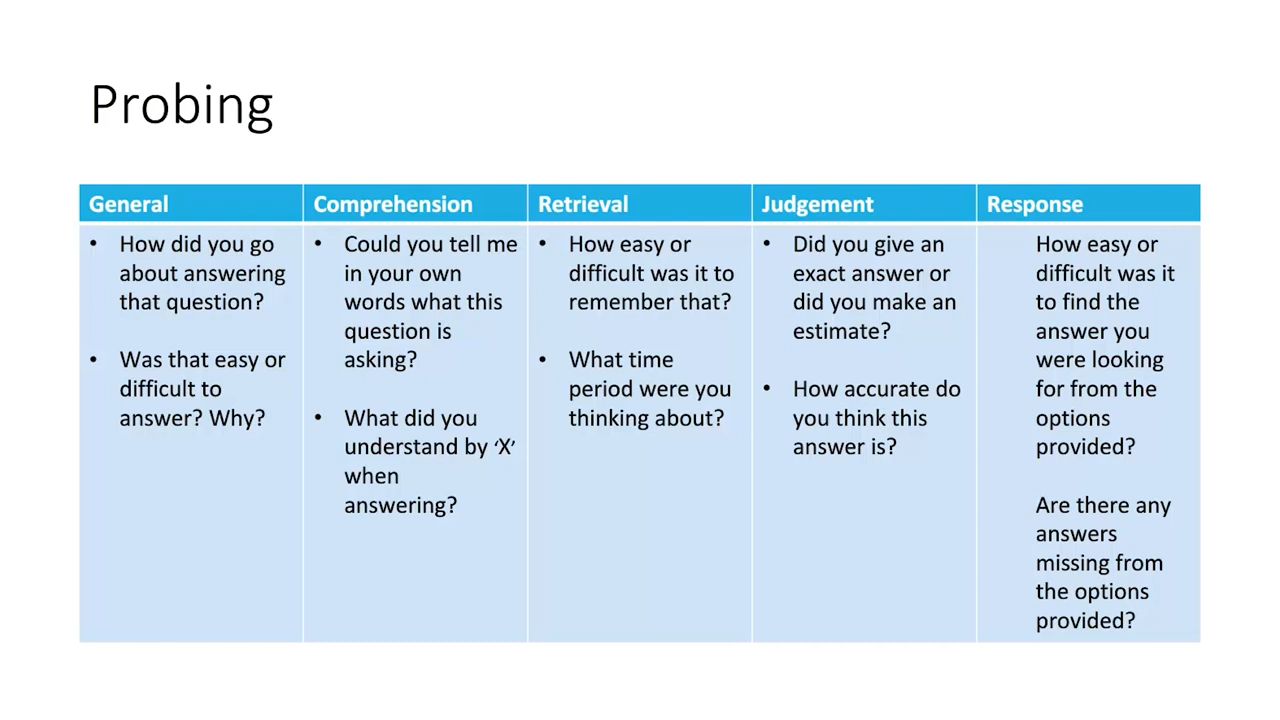 Probing
General
Comprehension
Retrieval
Judgement
Response
• How did you go
about answering
that question?
• Was that easy or
difficult to
answer? Why?
• Could you tell me
in your own
words what this
question is
asking?
• What did you
understand by ‘X’
when
answering?
• How easy or
difficult was it to
remember that?
• What time
period were you
thinking about?
• Did you give an
exact answer or
did you make an
estimate?
• How accurate do
you think this
answer is?
How easy or
difficult was it
to find the
answer you
were looking
for from the
options
provided?
Are there any
answers
missing from
the options
provided?